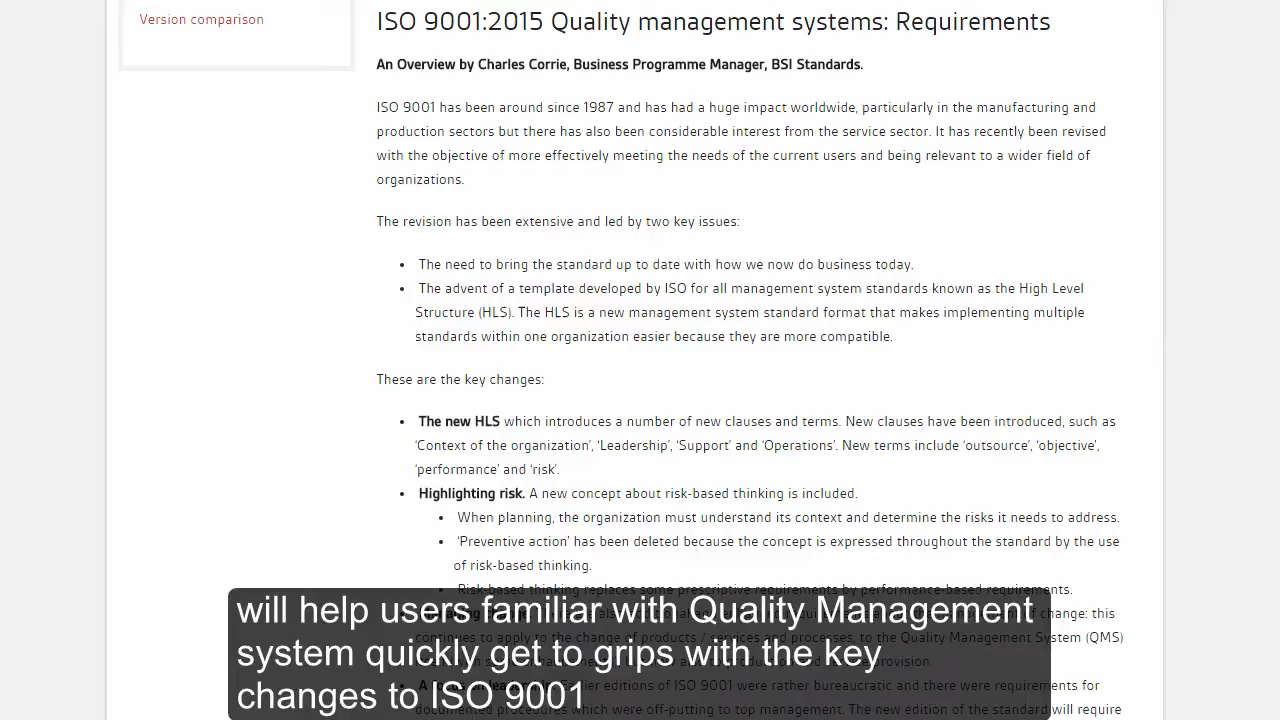 Version comparison
ISO 9001:2015 Quality management systems: Requirements
An Overview by Charles Corrie, Business Programme Manager, BSI Standards.
ISO 9001 has been around since 1987 and has had a huge impact worldwide, particularly in the manufacturing and
production sectors but there has also been considerable interest from the service sector. It has recently been revised
with the objective of more effectively meeting the needs of the current users and being relevant to a wider field of
organizations.
The revision has been extensive and led by two key issues:
• The need to bring the standard up to date with how we now do business today.
• The advent of a template developed by ISO for all management system standards known as the High Level
Structure (HLS). The HLS is a new management system standard format that makes implementing multiple
standards within one organization easier because they are more compatible.
These are the key changes:
• The new HLS which introduces a number of new clauses and terms. New clauses have been introduced, such as
‘Context of the organization’, ‘Leadership’, ‘Support’ and ‘Operations’. New terms include ‘outsource’, ‘objective’,
‘performance’ and ‘risk’.
• Highlighting risk. A new concept about risk-based thinking is included.
• When planning, the organization must understand its context and determine the risks it needs to address.
• ‘Preventive action’ has been deleted because the concept is expressed throughout the standard by the use
of risk-based thinking.
Risk-based thinking replaces some prescriptive requirements by performance-based requirements.
of change: this
continues to apply to the change of products / services and processes, to the Quality Management System (QMS)
provision.
Earlier editions of ISO 9001 were rather bureaucratic and there were requirements for
documented procedures which were off-putting to top management. The new edition of the standard will require
will help users familiar with Quality Management
system quickly get to grips with the key
changes to ISO 9001